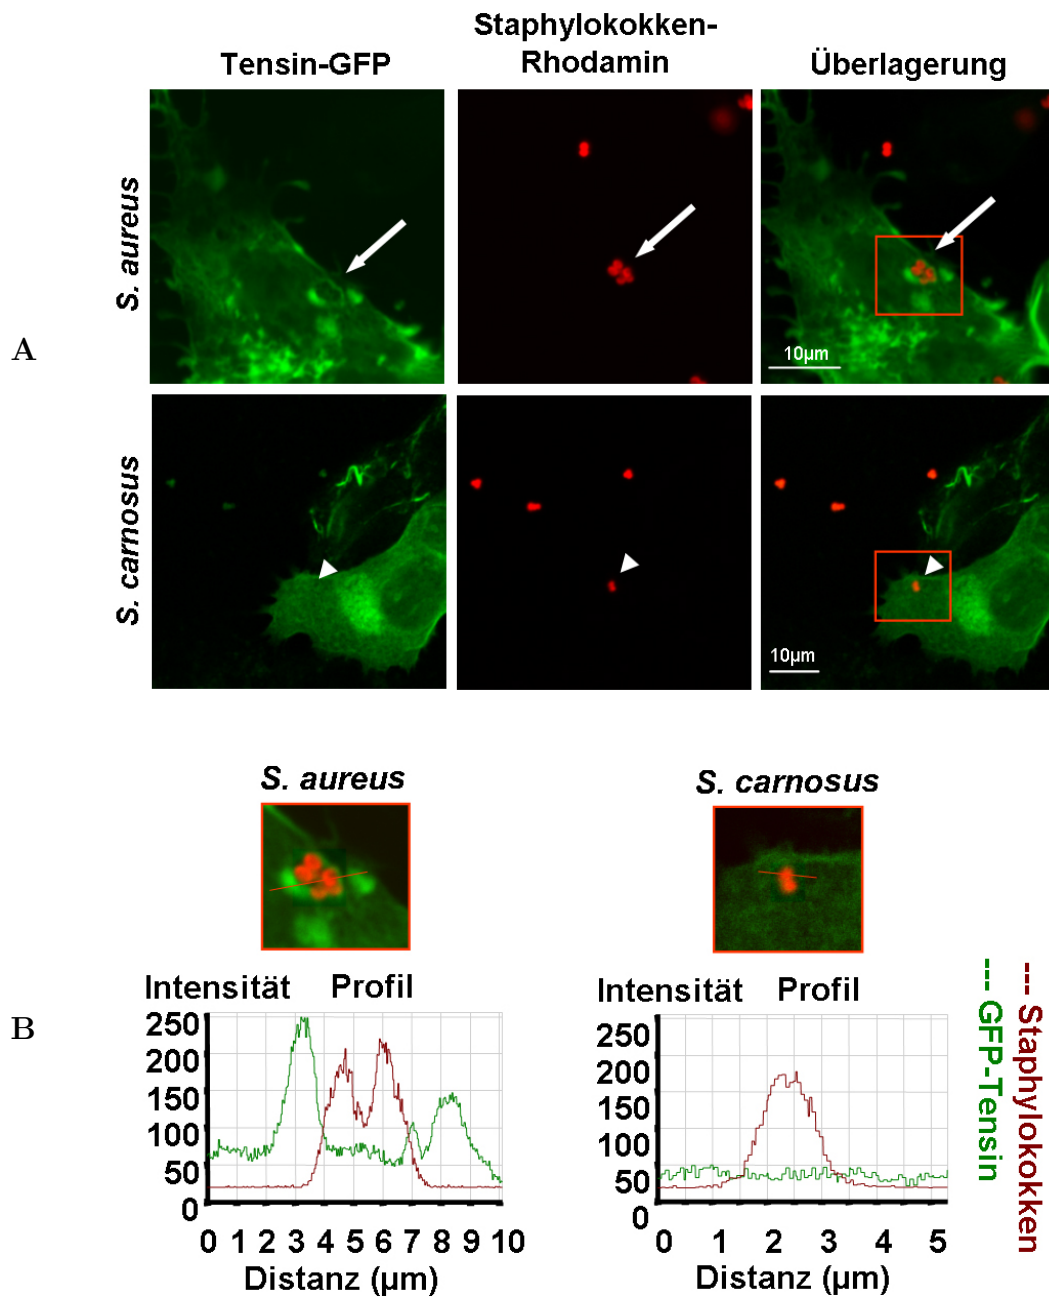 Staphylokokken-
Tensin-GFP Rhodamin Überlagerung
S. aureus
A
10µm
S. carnosus
10µm
S. aureus S. carnosus
B
Intensität Profil
250
200
150
100
50
0
0 1 2 3 4 5 6 7 8 9 10
Distanz (µm)
Intensität Profil
250
200
150
100
50
0
0 1 2 3 4 5
Distanz (µm)
--- Staphylokokken
--- GFP-Tensin